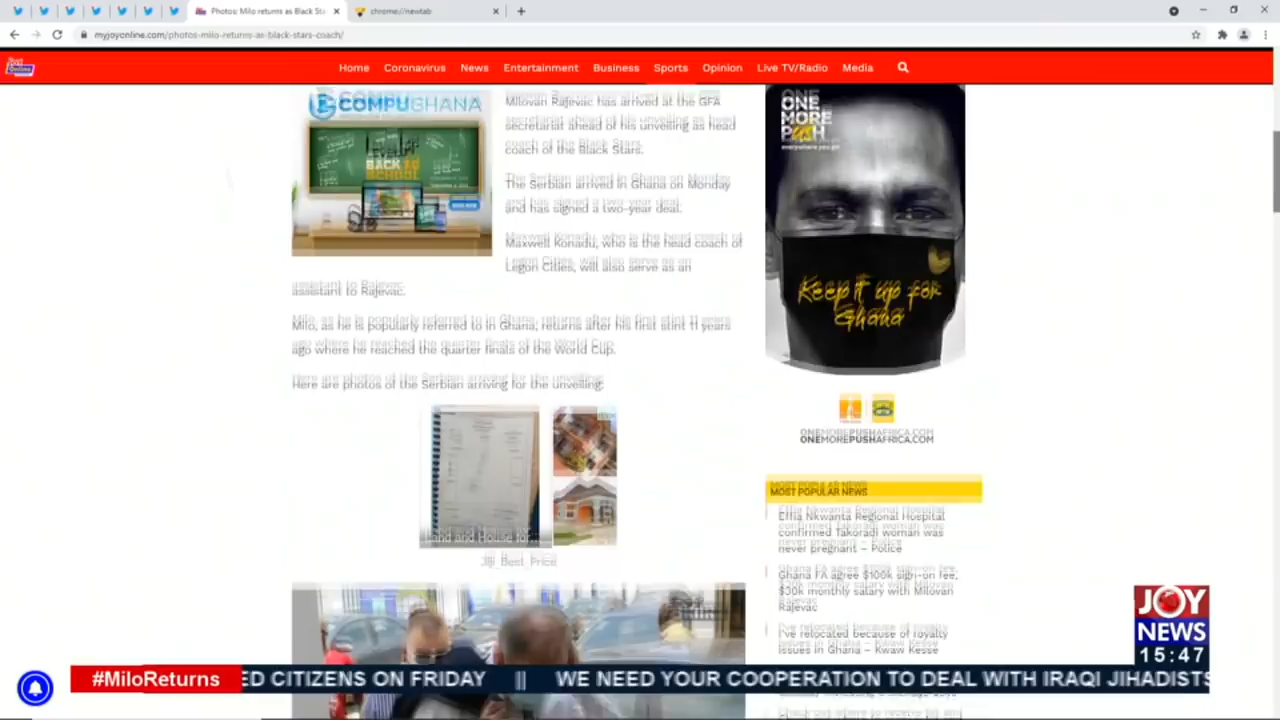 Photos: Milo returns as Black Sta
chrome://newtab
myjoyonline.com/photos-milo-returns-as-black-stars-coach/
Home
Coronavirus
News
Entertainment
Business
Sports
Opinion
Live TV/Radio
Media
COMPUGHANA
BACK TO
SCHOOL
Milovan Rajevac has arrived at the GFA
secretariat ahead of his unveiling as head
coach of the Black Stars.
The Serbian arrived in Ghana on Monday
and has signed a two-year deal.
Maxwell Konadu, who is the head coach of
Legon Cities, will also serve as an
assistant to Rajevac.
Milo, as he is popularly referred to in Ghana, returns after his first stint 11 years
ago where he reached the quarter finals of the World Cup.
Here are photos of the Serbian arriving for the unveiling:
Land and House for...
Jiji Best Price
ONE
ONE
MORE
PUSH
everywhere you go
Keep it up for
Ghana
ONEMOREPUSHAFRICA.COM
MOST POPULAR NEWS
Effia Nkwanta Regional Hospital
confirmed Takoradi woman was
never pregnant – Police
Ghana FA agree $100k sign-on fee,
$30k monthly salary with Milovan
Rajevac
I've relocated because of royalty
issues in Ghana – Kwaw Kesse
JOY
NEWS
15:47
#MiloReturns
ED CITIZENS ON FRIDAY || WE NEED YOUR COOPERATION TO DEAL WITH IRAQI JIHADISTS